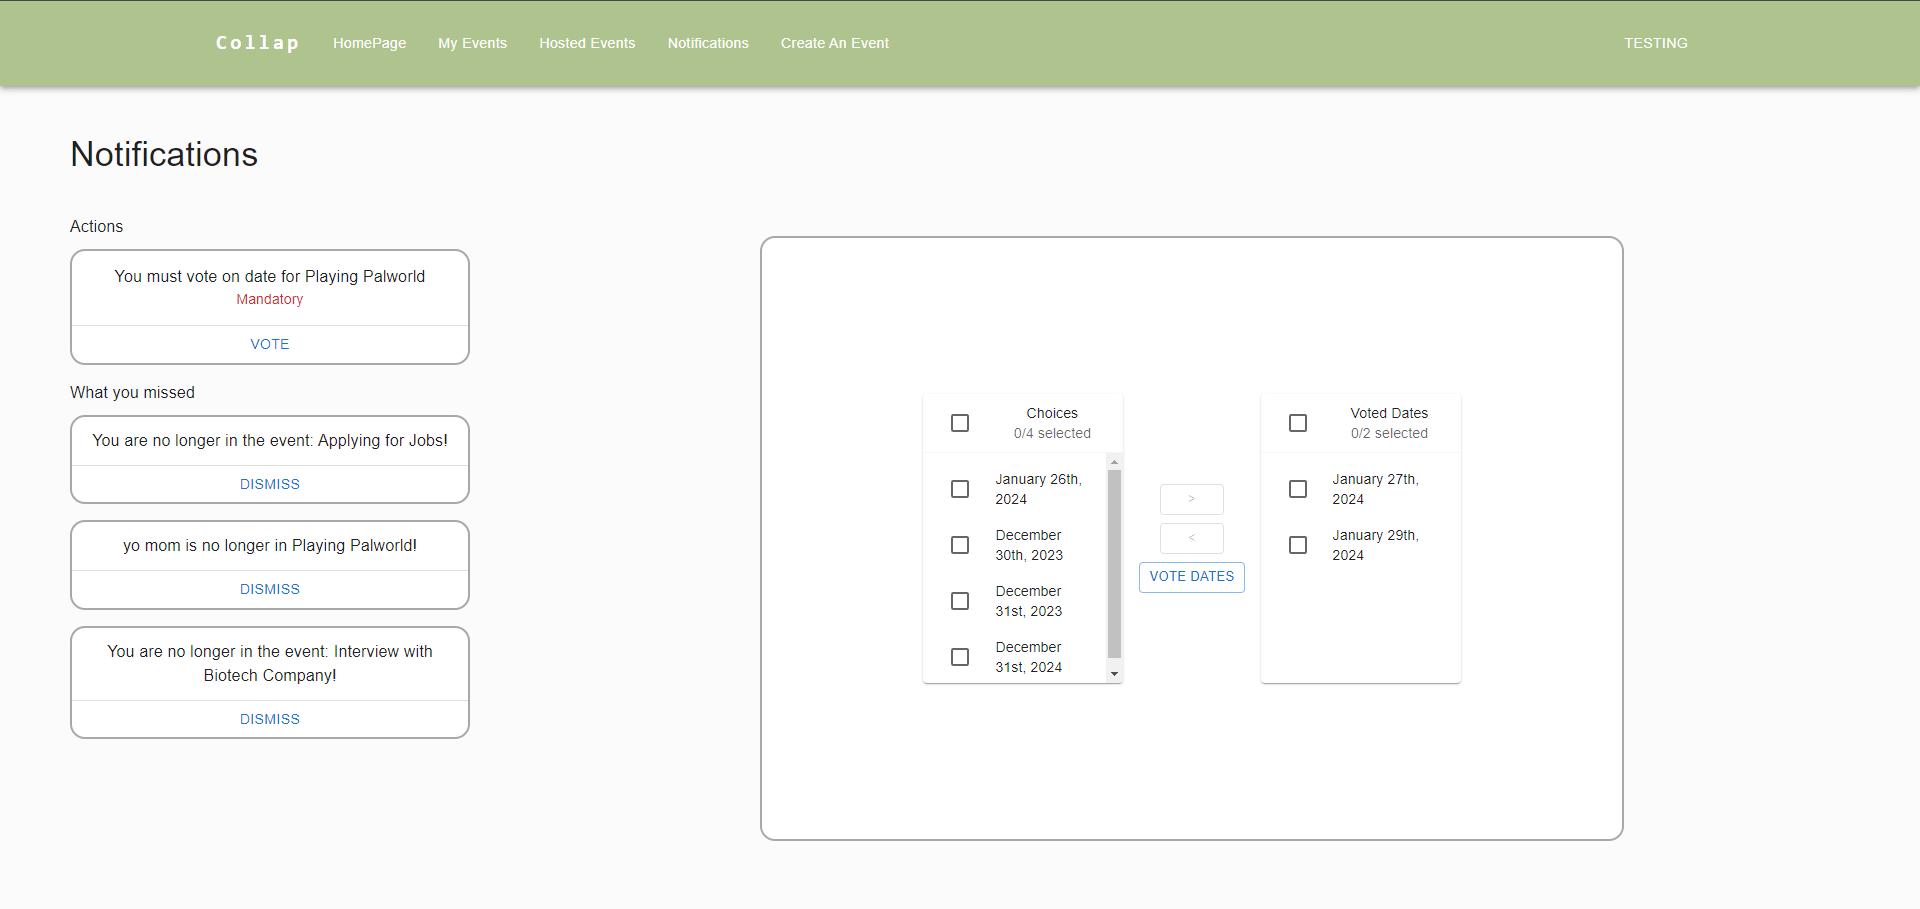 Collap HomePage My Events Hosted Events Notifications Create An Event TESTING
Notifications
Actions
You must vote on date for Playing Palworld
Mandatory
VOTE
What you missed
You are no longer in the event: Applying for Jobs!
DISMISS
yo mom is no longer in Playing Palworld!
DISMISS
You are no longer in the event: Interview with
Biotech Company!
DISMISS
Choices
0/4 selected
January 26th,
2024
December
30th, 2023
December
31st, 2023
December
31st, 2024
>
<
VOTE DATES
Voted Dates
0/2 selected
January 27th,
2024
January 29th,
2024